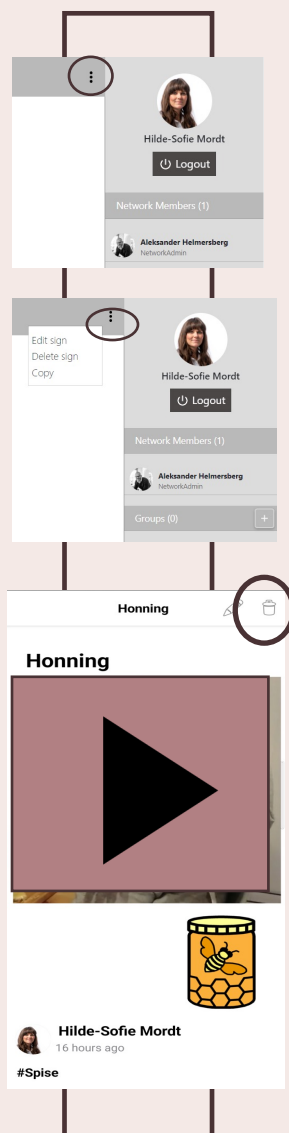 Hilde-Sofie Mordt
Logout
Network Members (1)
Aleksander Helmersberg
NetworkAdmin
Edit sign
Delete sign
Copy
Hilde-Sofie Mordt
Logout
Network Members (1)
Aleksander Helmersberg
NetworkAdmin
Groups (0)
Honning
Honning
Hilde-Sofie Mordt
16 hours ago
#Spise